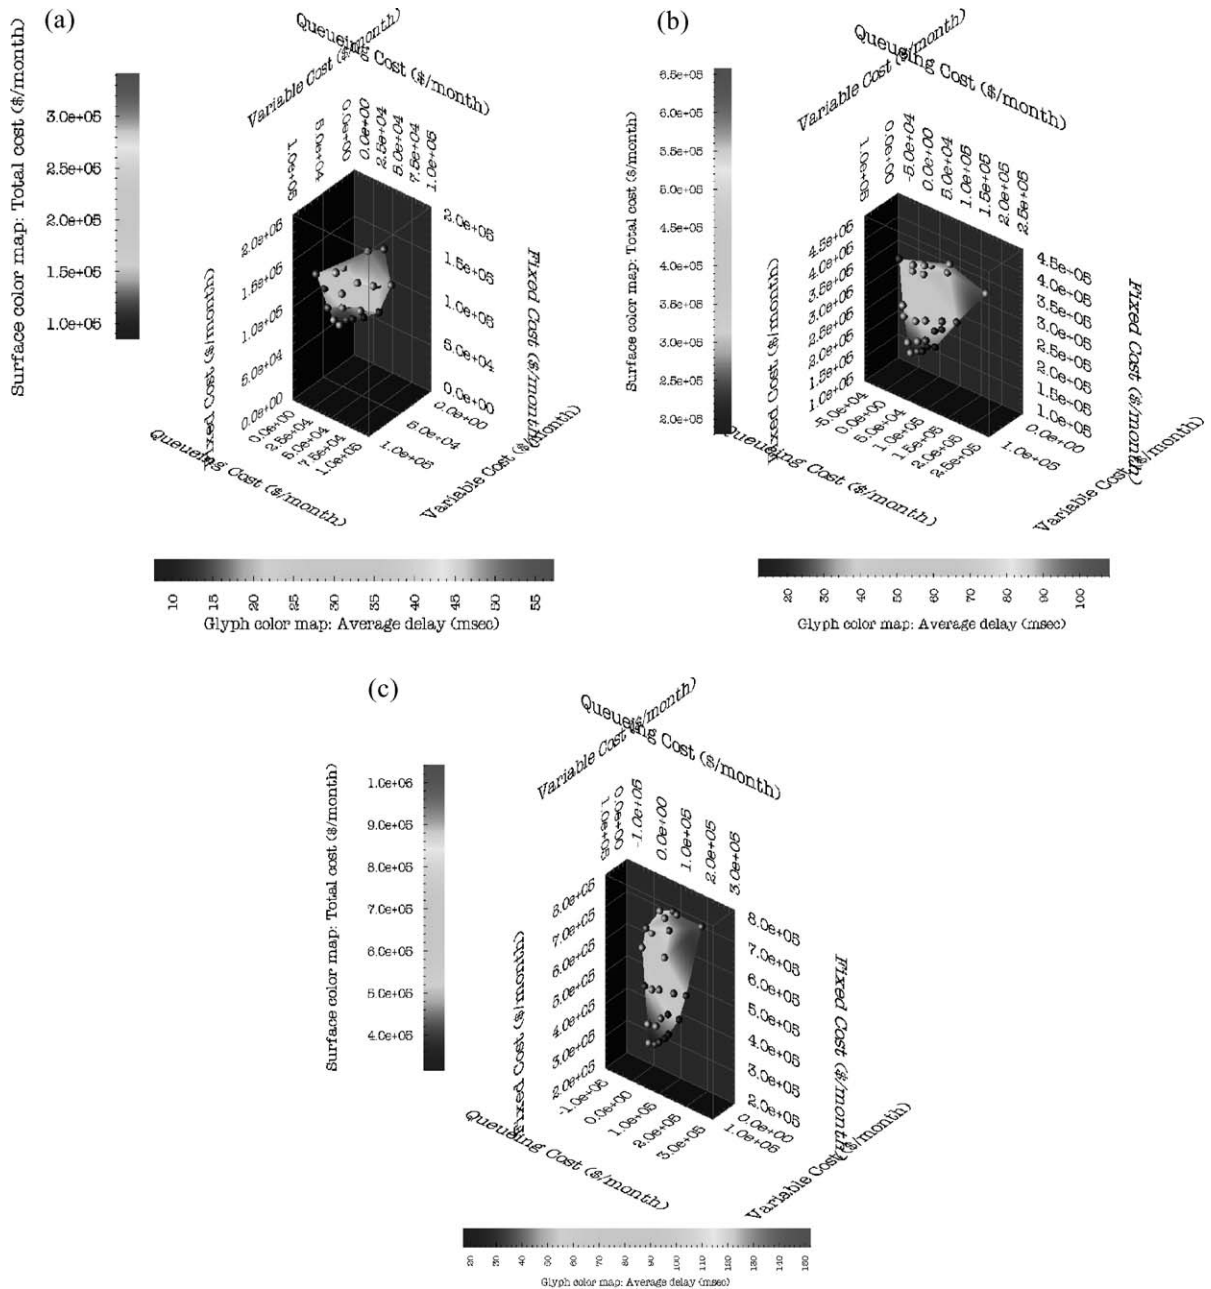 (a)
Surface color map: Total cost ($/month)
3.0e+05
2.5e+05
2.0e+05
1.5e+05
1.0e+05
Variable Cost ($/month)
Queueing Cost ($/month)
1.0e+05
5.0e+04
0.0e+00
0.0e+00
2.5e+04
5.0e+04
7.5e+04
1.0e+05
Fixed Cost ($/month)
2.0e+05
1.5e+05
1.0e+05
5.0e+04
0.0e+00
2.0e+05
1.5e+05
1.0e+05
5.0e+04
0.0e+00
Fixed Cost ($/month)
0.0e+00
2.5e+04
5.0e+04
7.5e+04
1.0e+05
0.0e+00
5.0e+04
1.0e+05
Queueing Cost ($/month)
Variable Cost ($/month)
10 15 20 25 30 35 40 45 50 55
Glyph color map: Average delay (msec)
(b)
Surface color map: Total cost ($/month)
6.5e+05
6.0e+05
5.5e+05
5.0e+05
4.5e+05
4.0e+05
3.5e+05
3.0e+05
2.5e+05
2.0e+05
Variable Cost ($/month)
Queueing Cost ($/month)
1.0e+05
0.0e+00
-5.0e+04
0.0e+00
5.0e+04
1.0e+05
1.5e+05
2.0e+05
2.5e+05
Fixed Cost ($/month)
4.5e+05
4.0e+05
3.5e+05
3.0e+05
2.5e+05
2.0e+05
1.5e+05
1.0e+05
4.5e+05
4.0e+05
3.5e+05
3.0e+05
2.5e+05
2.0e+05
1.5e+05
1.0e+05
Fixed Cost ($/month)
-5.0e+04
0.0e+00
5.0e+04
1.0e+05
1.5e+05
2.0e+05
2.5e+05
0.0e+00
1.0e+05
Queueing Cost ($/month)
Variable Cost ($/month)
20 30 40 50 60 70 80 90 100
Glyph color map: Average delay (msec)
(c)
Surface color map: Total cost ($/month)
1.0e+06
9.0e+05
8.0e+05
7.0e+05
6.0e+05
5.0e+05
4.0e+05
Variable Cost ($/month)
Queueing Cost ($/month)
1.0e+05
0.0e+00
-1.0e+05
0.0e+00
1.0e+05
2.0e+05
3.0e+05
Fixed Cost ($/month)
8.0e+05
7.0e+05
6.0e+05
5.0e+05
4.0e+05
3.0e+05
2.0e+05
8.0e+05
7.0e+05
6.0e+05
5.0e+05
4.0e+05
3.0e+05
2.0e+05
Fixed Cost ($/month)
-1.0e+05
0.0e+00
1.0e+05
2.0e+05
3.0e+05
0.0e+00
1.0e+05
Queueing Cost ($/month)
Variable Cost ($/month)
20 30 40 50 60 70 80 90 100 110 120 130 140 150
Glyph color map: Average delay (msec)